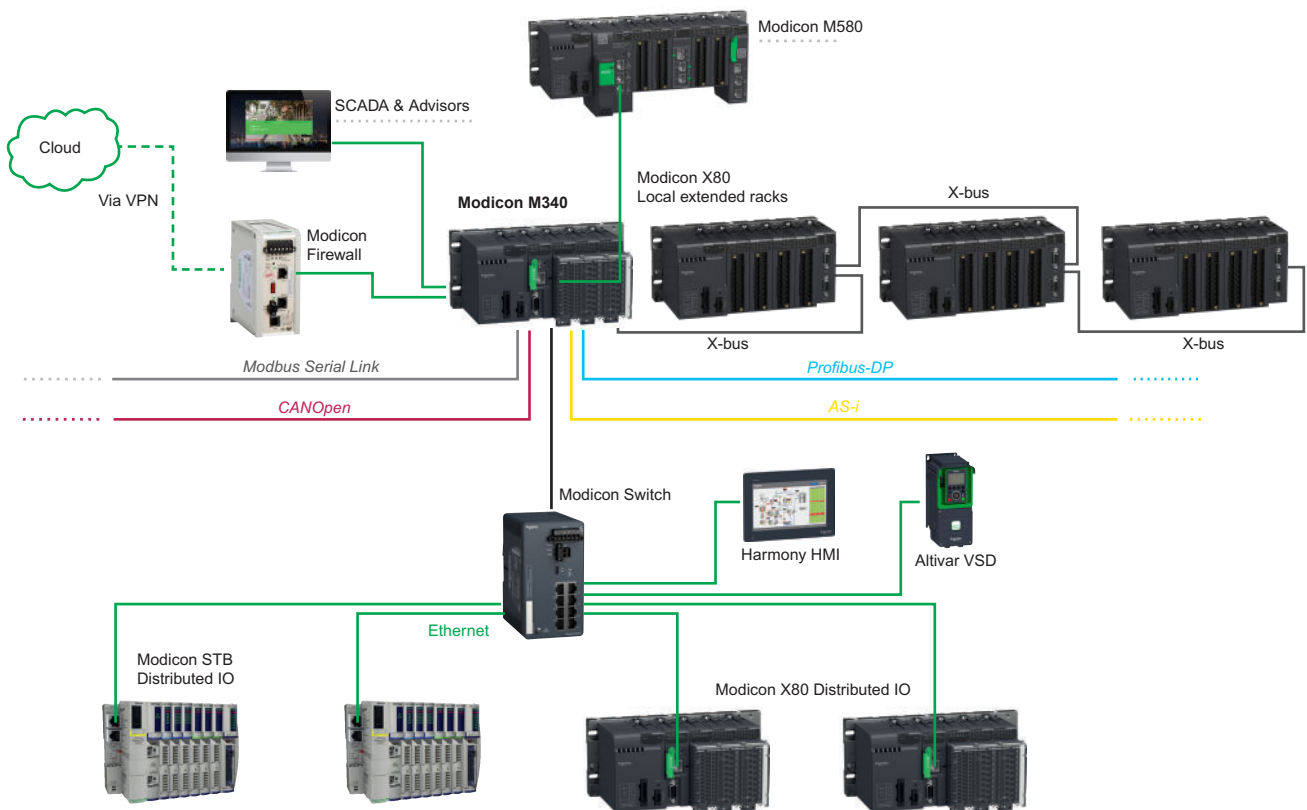 Modicon M580
SCADA & Advisors
Cloud
Modicon X80
Local extended racks
X-bus
Via VPN
Modicon M340
Modicon
Firewall
X-bus
X-bus
Modbus Serial Link
Profibus-DP
CANOpen
AS-i
Modicon Switch
Harmony HMI
Altivar VSD
Ethernet
Modicon STB
Distributed IO
Modicon X80 Distributed IO